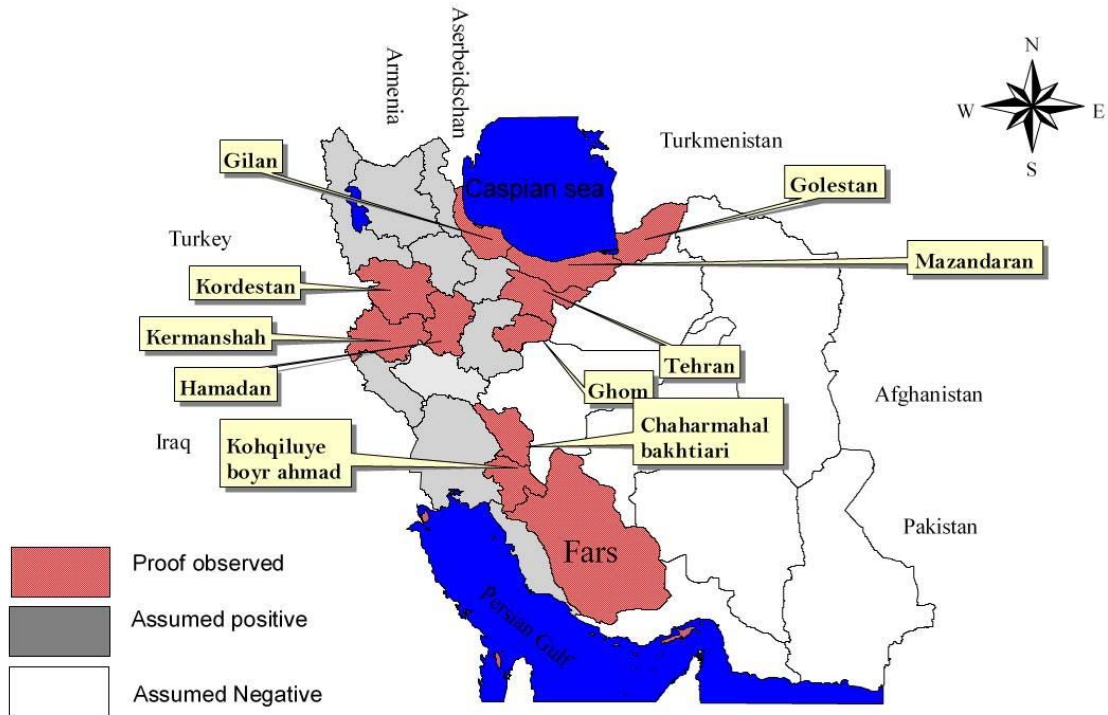 Armenia
Aserbeidschan
N
W
E
S
Turkmenistan
Gilan
Caspian sea
Golestan
Turkey
Mazandaran
Kordestan
Kermanshah
Tehran
Hamadan
Ghom
Afghanistan
Chaharmahal
bakhtiari
Iraq
Kohqiluye
boyr ahmad
Pakistan
Fars
Proof observed
Assumed positive
Persian Gulf
Assumed Negative